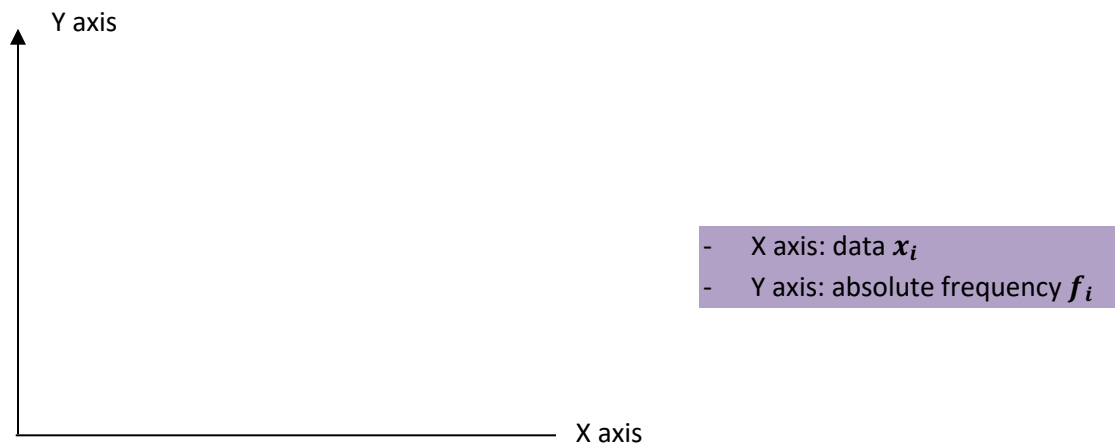 Y axis
- X axis: data xᵢ
- Y axis: absolute frequency fᵢ
X axis